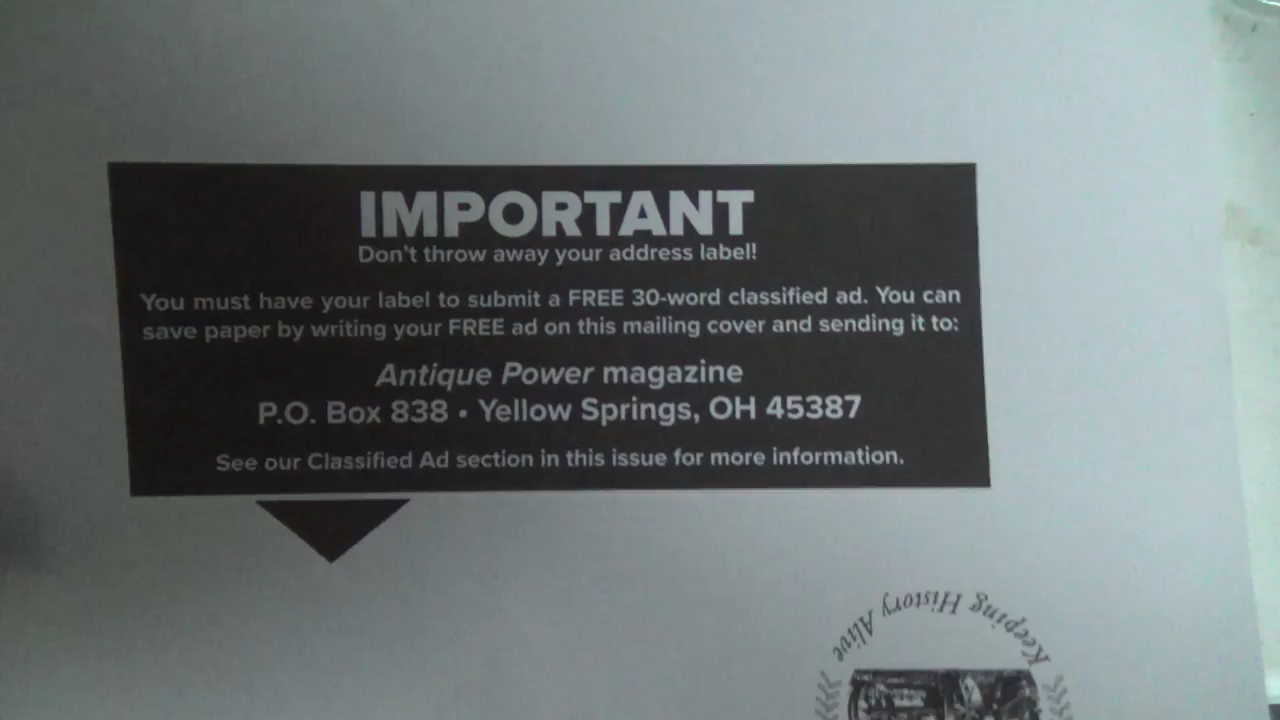 IMPORTANT
Don't throw away your address label!
You must have your label to submit a FREE 30-word classified ad. You can
save paper by writing your FREE ad on this mailing cover and sending it to:
Antique Power magazine
P.O. Box 838 • Yellow Springs, OH 45387
See our Classified Ad section in this issue for more information.
Keeping History Alive